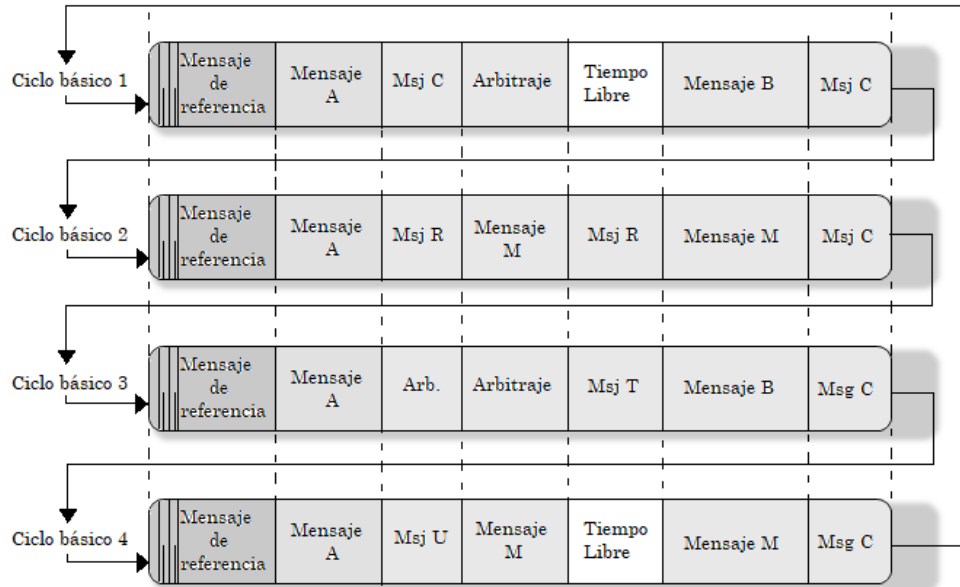 Ciclo básico 1
Mensaje
de
referencia
Mensaje
A
Msj C
Arbitraje
Tiempo
Libre
Mensaje B
Msj C
Ciclo básico 2
Mensaje
de
referencia
Mensaje
A
Msj R
Mensaje
M
Msj R
Mensaje M
Msj C
Ciclo básico 3
Mensaje
de
referencia
Mensaje
A
Arb.
Arbitraje
Msj T
Mensaje B
Msg C
Ciclo básico 4
Mensaje
de
referencia
Mensaje
A
Msj U
Mensaje
M
Tiempo
Libre
Mensaje M
Msg C